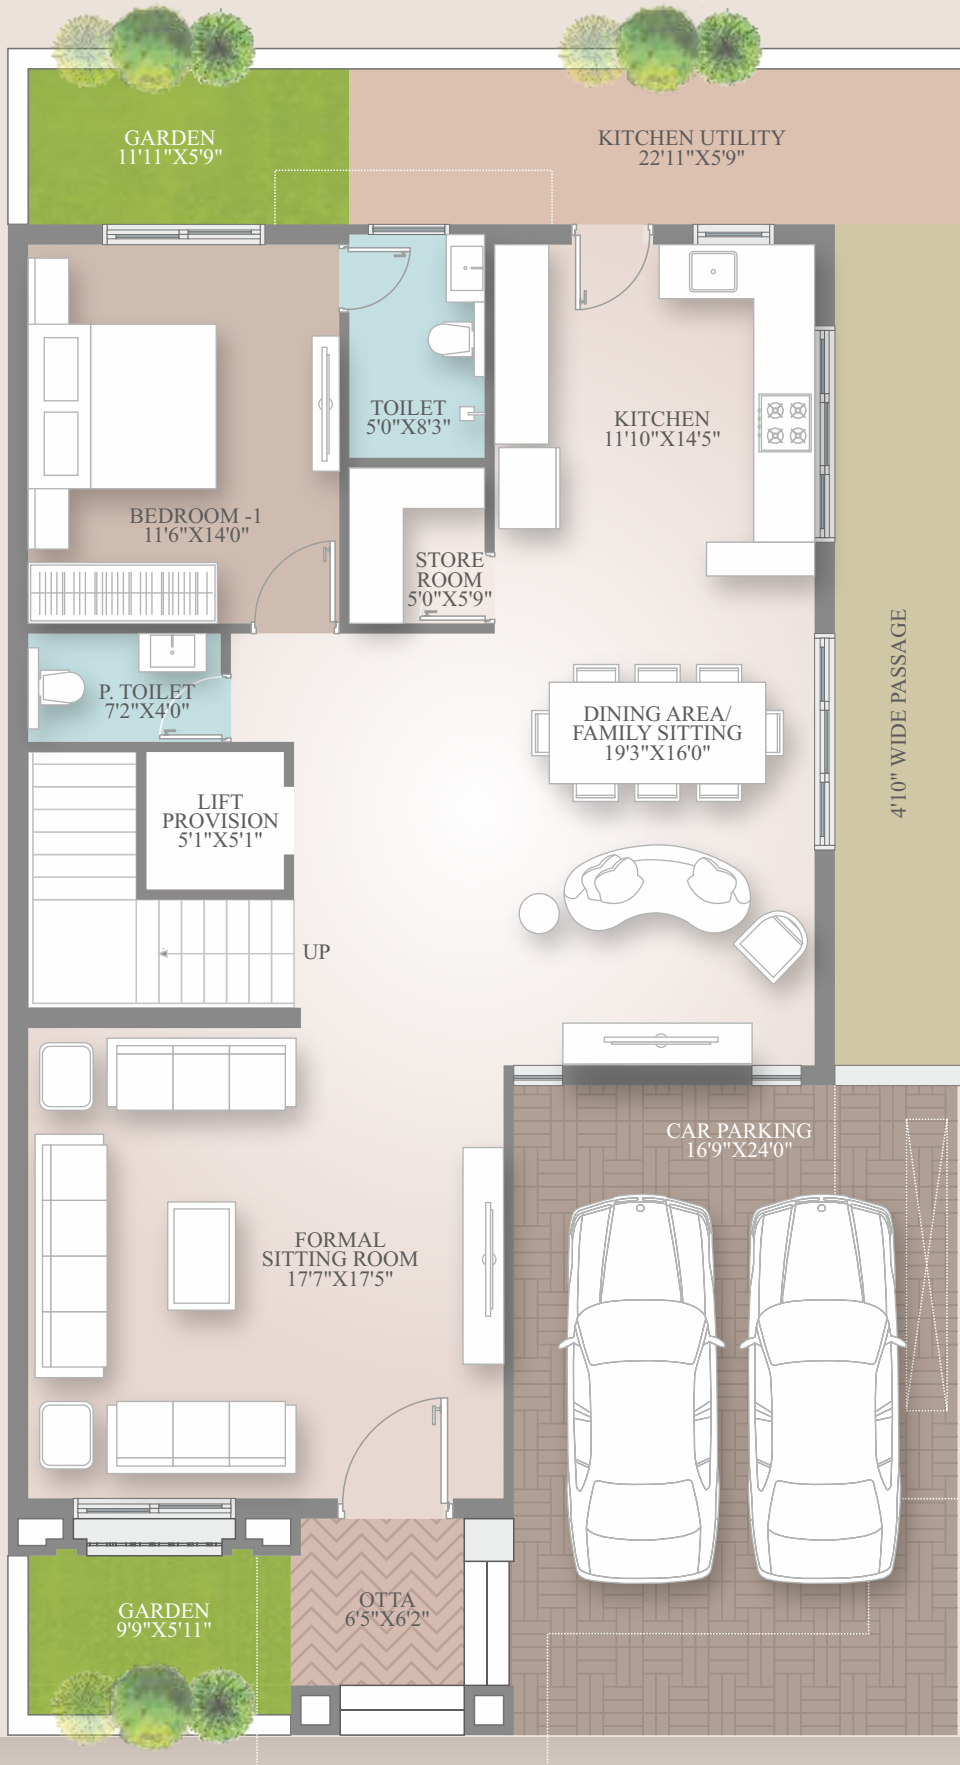 GARDEN
11'11"X5'9"
KITCHEN UTILITY
22'11"X5'9"
TOILET
5'0"X8'3"
KITCHEN
11'10"X14'5"
BEDROOM -1
11'6"X14'0"
STORE
ROOM
5'0"X5'9"
4'10" WIDE PASSAGE
P. TOILET
7'2"X4'0"
DINING AREA/
FAMILY SITTING
19'3"X16'0"
LIFT
PROVISION
5'1"X5'1"
UP
CAR PARKING
16'9"X24'0"
FORMAL
SITTING ROOM
17'7"X17'5"
OTTA
6'5"X6'2"
GARDEN
9'9"X5'11"